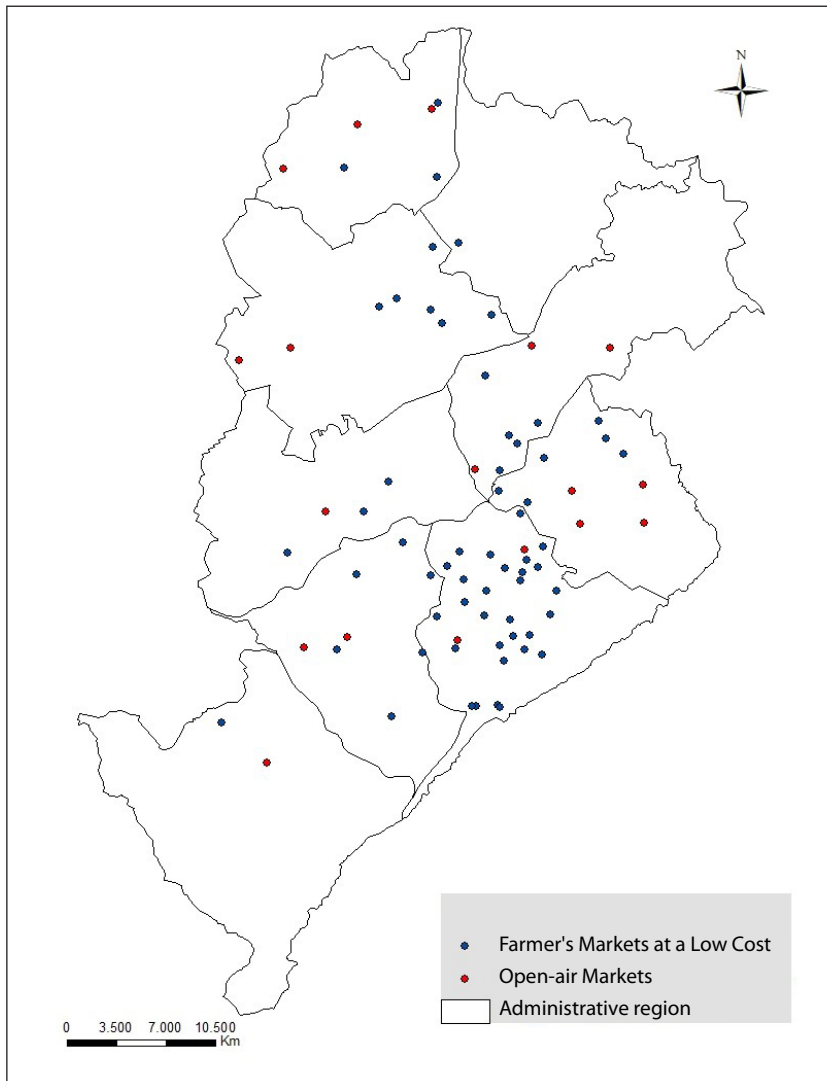 N
Farmer's Markets at a Low Cost
Open-air Markets
Administrative region
0 3.500 7.000 10.500
Km